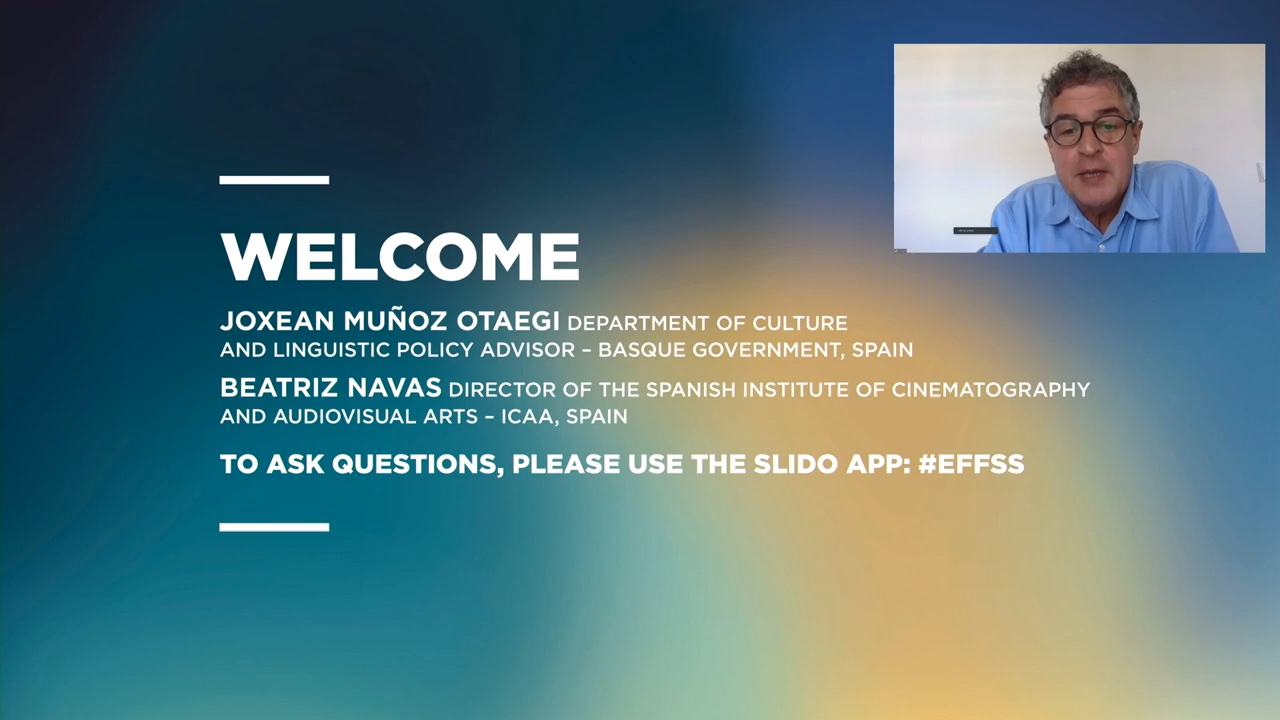 WELCOME
JOXEAN MUÑOZ OTAEGI DEPARTMENT OF CULTURE
AND LINGUISTIC POLICY ADVISOR – BASQUE GOVERNMENT, SPAIN
BEATRIZ NAVAS DIRECTOR OF THE SPANISH INSTITUTE OF CINEMATOGRAPHY
AND AUDIOVISUAL ARTS – ICAA, SPAIN
TO ASK QUESTIONS, PLEASE USE THE SLIDO APP: #EFFSS